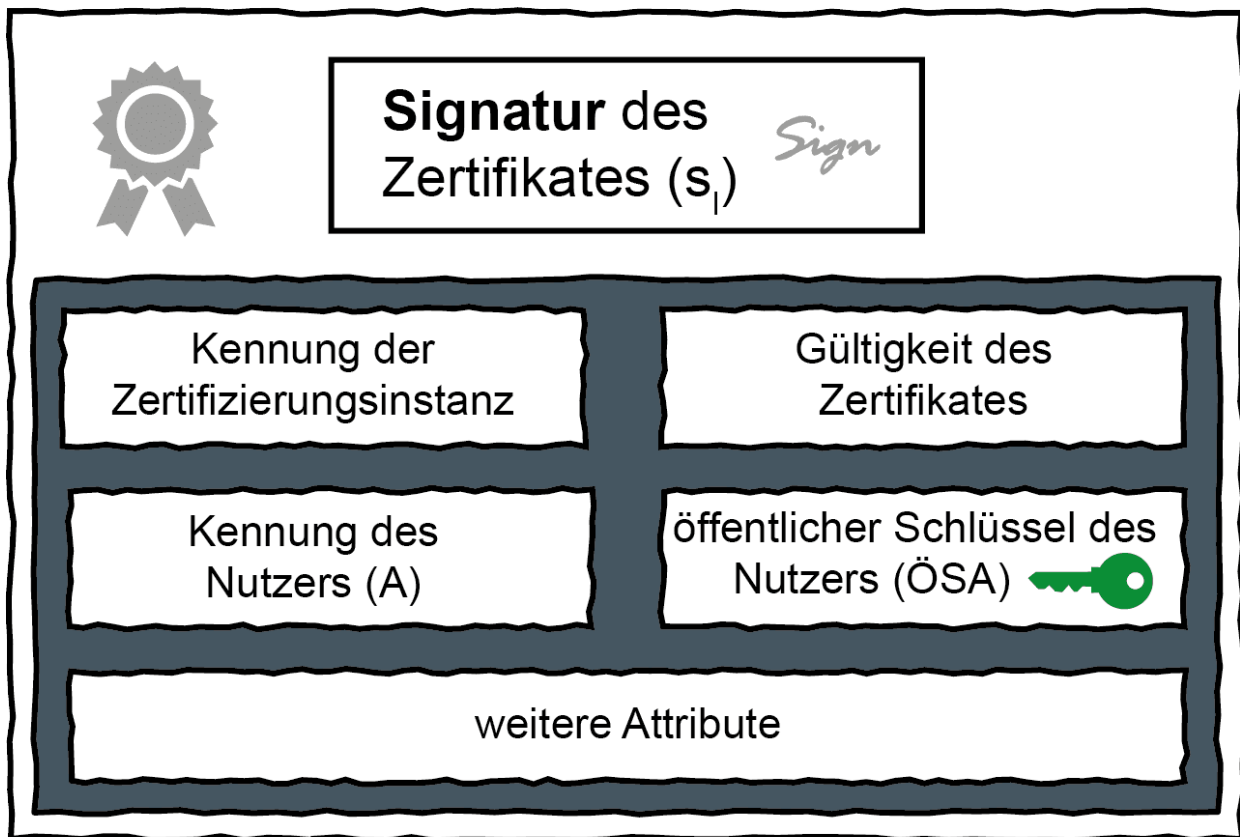 Signatur des
Zertifikates (s_l)
Sign
Kennung der
Zertifizierungsinstanz
Gültigkeit des
Zertifikates
Kennung des
Nutzers (A)
öffentlicher Schlüssel des
Nutzers (ÖSA)
weitere Attribute